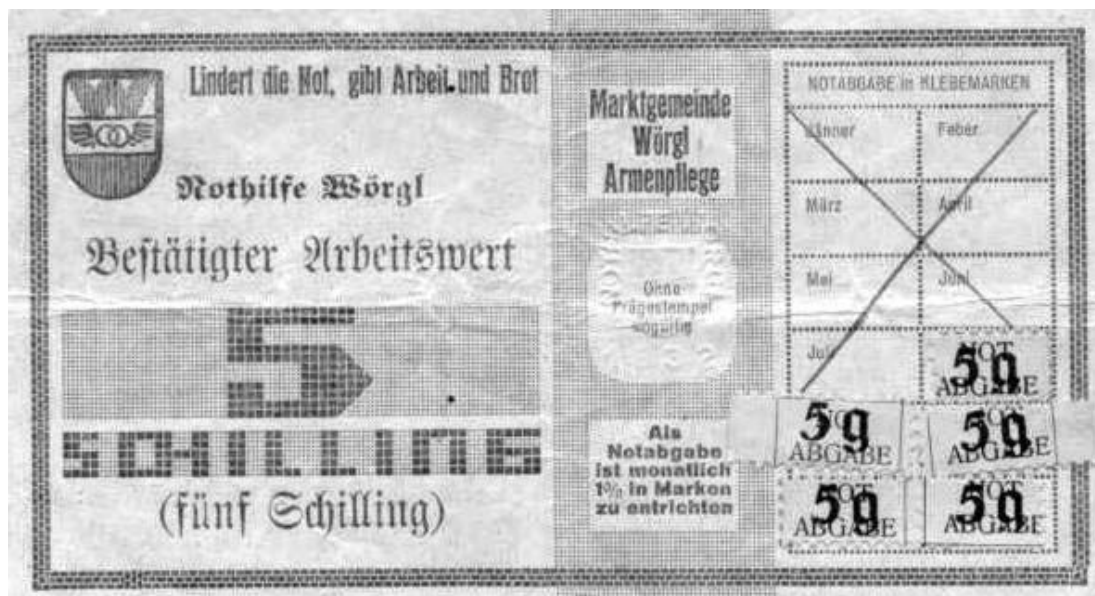 Lindert die Not, gibt Arbeit und Brot
Nothilfe Wörgl
Bestätigter Arbeitswert
5
SCHILLING
(fünf Schilling)
Marktgemeinde
Wörgl
Armenpflege
Ohne
Prägestempel
ungültig
Als
Notabgabe
ist monatlich
1% in Marken
zu entrichten
NOTABGABE in KLEBEMARKEN
Jänner Feber
März April
Mai Juni
Juli
NOT
5g
ABGABE
NOT
5g
ABGABE
NOT
5g
ABGABE
NOT
5g
ABGABE
NOT
5g
ABGABE